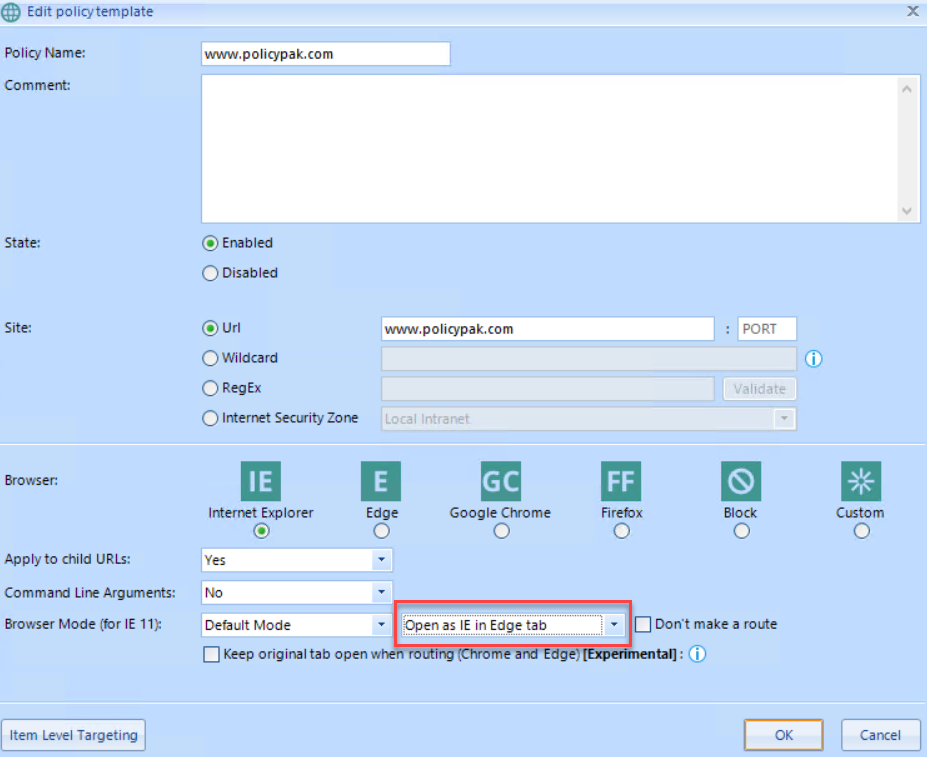 Edit policy template
Policy Name: www.policypak.com
Comment:
State: Enabled
Disabled
Site: Url www.policypak.com : PORT
Wildcard
RegEx Validate
Internet Security Zone Local Intranet
Browser: IE E GC FF
Internet Explorer Edge Google Chrome Firefox Block Custom
Apply to child URLs: Yes
Command Line Arguments: No
Browser Mode (for IE 11): Default Mode Open as IE in Edge tab Don't make a route
Keep original tab open when routing (Chrome and Edge) [Experimental] :
Item Level Targeting OK Cancel